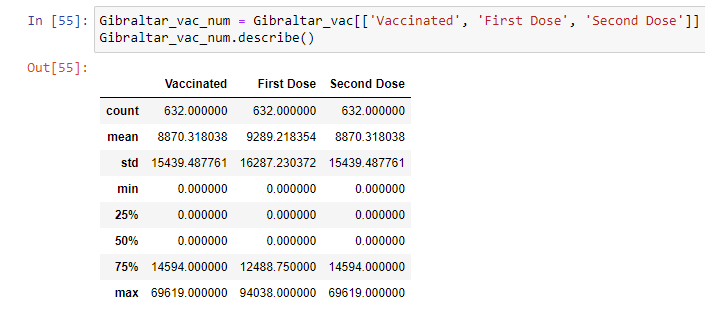 In [55]: Gibraltar_vac_num = Gibraltar_vac[['Vaccinated', 'First Dose', 'Second Dose']]
Gibraltar_vac_num.describe()
Out[55]:
Vaccinated First Dose Second Dose
count 632.000000 632.000000 632.000000
mean 8870.318038 9289.218354 8870.318038
std 15439.487761 16287.230372 15439.487761
min 0.000000 0.000000 0.000000
25% 0.000000 0.000000 0.000000
50% 0.000000 0.000000 0.000000
75% 14594.000000 12488.750000 14594.000000
max 69619.000000 94038.000000 69619.000000